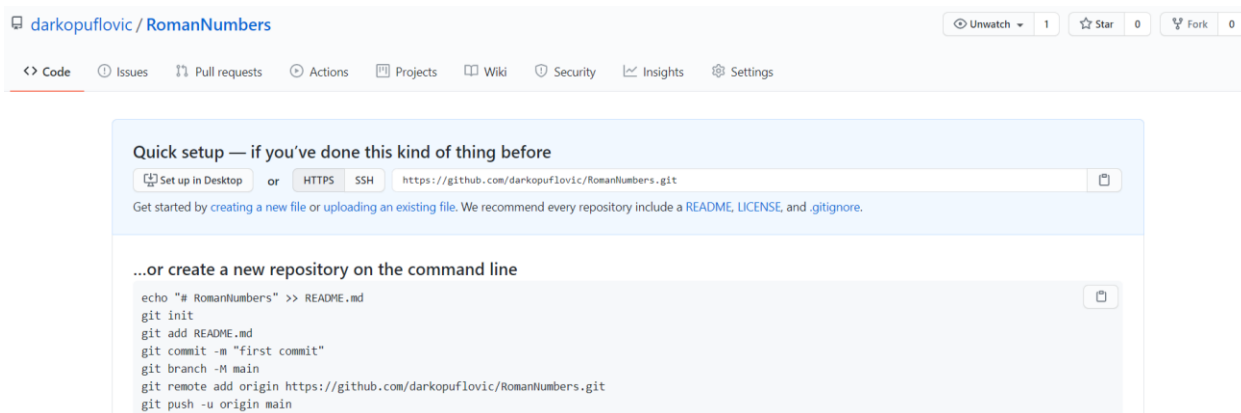 darkopuflovic / RomanNumbers
Unwatch 1 Star 0 Fork 0
<> Code Issues Pull requests Actions Projects Wiki Security Insights Settings
Quick setup — if you've done this kind of thing before
Set up in Desktop or HTTPS SSH https://github.com/darkopuflovic/RomanNumbers.git
Get started by creating a new file or uploading an existing file. We recommend every repository include a README, LICENSE, and .gitignore.
...or create a new repository on the command line
echo "# RomanNumbers" >> README.md
git init
git add README.md
git commit -m "first commit"
git branch -M main
git remote add origin https://github.com/darkopuflovic/RomanNumbers.git
git push -u origin main